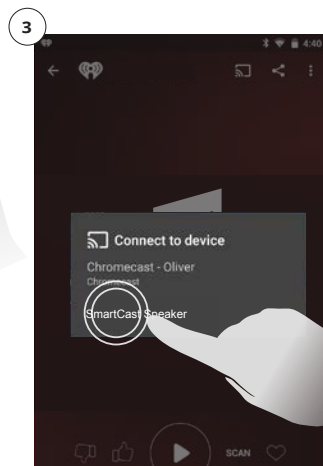 3
4:40
Connect to device
Chromecast - Oliver
Chromecast
SmartCast Speaker
SCAN